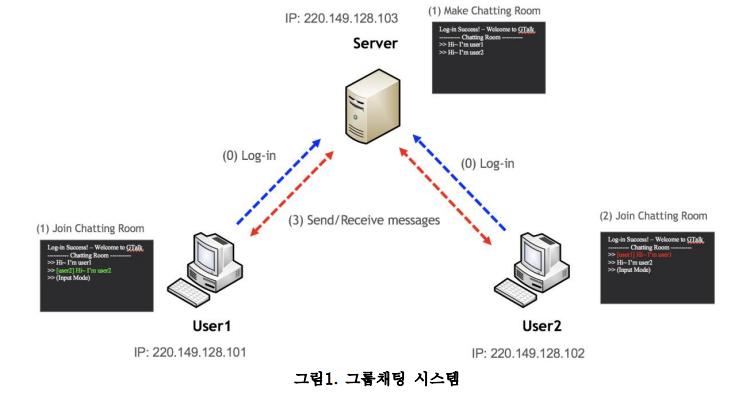 IP: 220.149.128.103
(1) Make Chatting Room
Server
Log-in Success! – Welcome to GTalk
---------- Chatting Room ----------
>> Hi~ I'm user1
>> Hi~ I'm user2
(0) Log-in
(0) Log-in
(3) Send/Receive messages
(1) Join Chatting Room
Log-in Success! – Welcome to GTalk
---------- Chatting Room ----------
>> Hi~ I'm user1
>> [user2] Hi~ I'm user2
>> (Input Mode)
(2) Join Chatting Room
Log-in Success! – Welcome to GTalk
---------- Chatting Room ----------
>> [user1] Hi~ I'm user1
>> Hi~ I'm user2
>> (Input Mode)
User1
User2
IP: 220.149.128.101
IP: 220.149.128.102
그림1. 그룹채팅 시스템